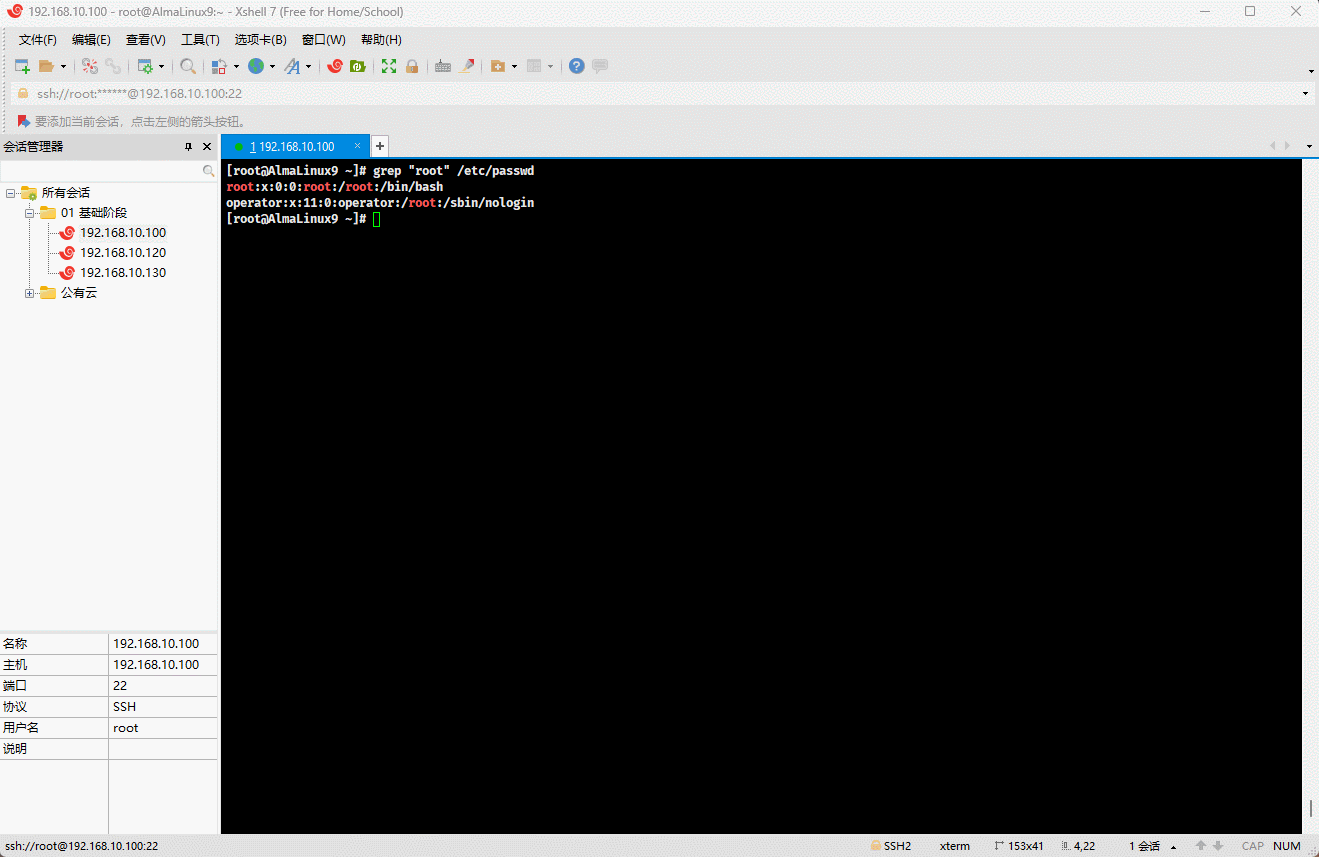 192.168.10.100 - root@AlmaLinux9:~ - Xshell 7 (Free for Home/School)
文件(F) 编辑(E) 查看(V) 工具(T) 选项卡(B) 窗口(W) 帮助(H)
ssh://root:******@192.168.10.100:22
要添加当前会话，点击左侧的箭头按钮。
会话管理器
1 192.168.10.100
所有会话
01 基础阶段
192.168.10.100
192.168.10.120
192.168.10.130
公有云
[root@AlmaLinux9 ~]# grep "root" /etc/passwd
root:x:0:0:root:/root:/bin/bash
operator:x:11:0:operator:/root:/sbin/nologin
[root@AlmaLinux9 ~]#
名称 192.168.10.100
主机 192.168.10.100
端口 22
协议 SSH
用户名 root
说明
ssh://root@192.168.10.100:22 SSH2 xterm 153x41 4,22 1 会话 CAP NUM